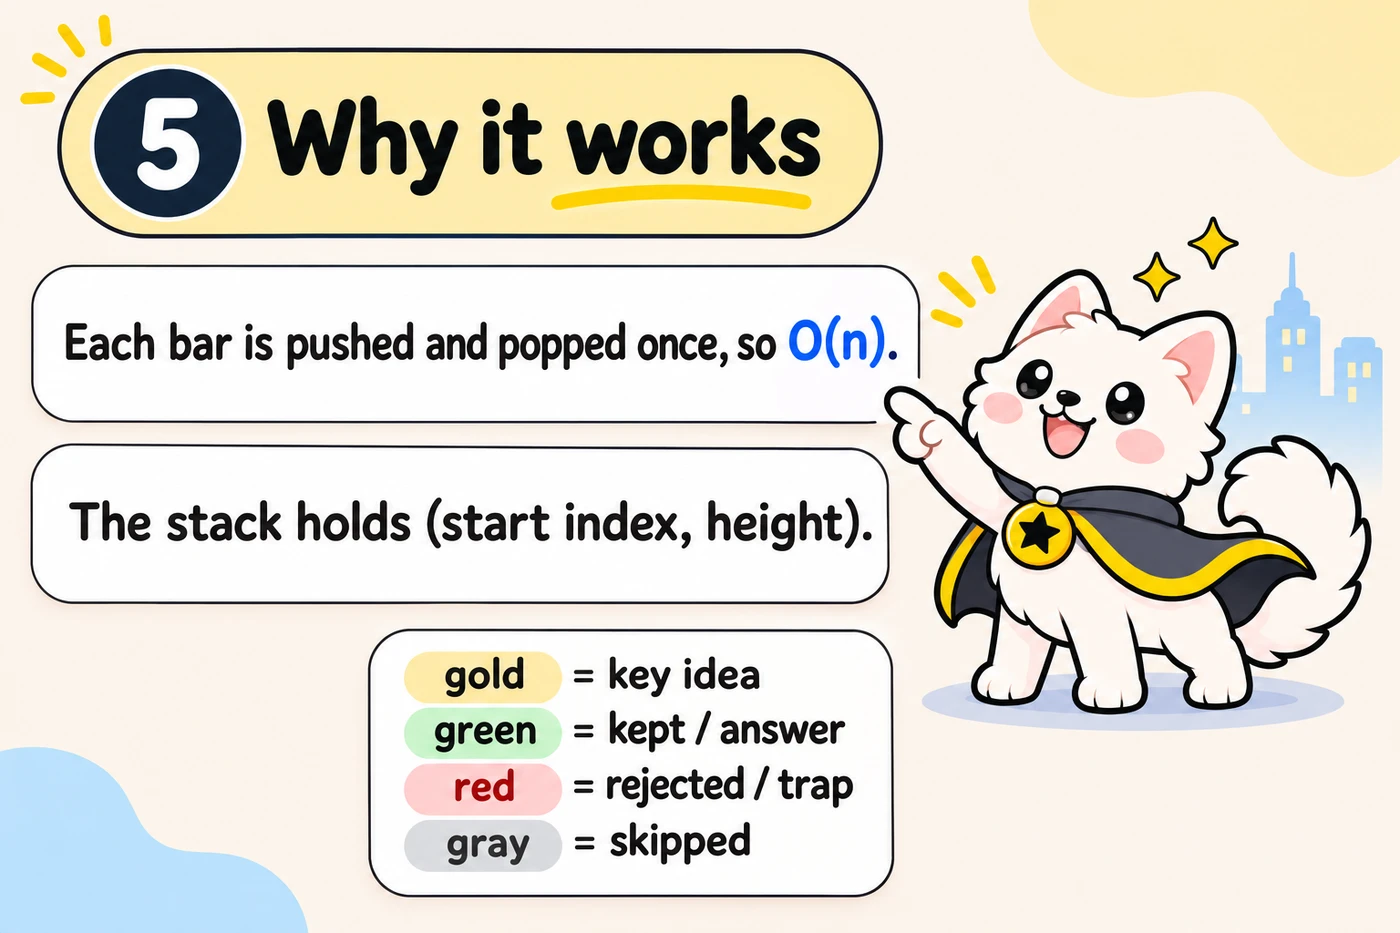 5 Why it works
Each bar is pushed and popped once, so O(n).
The stack holds (start index, height).
gold = key idea
green = kept / answer
red = rejected / trap
gray = skipped